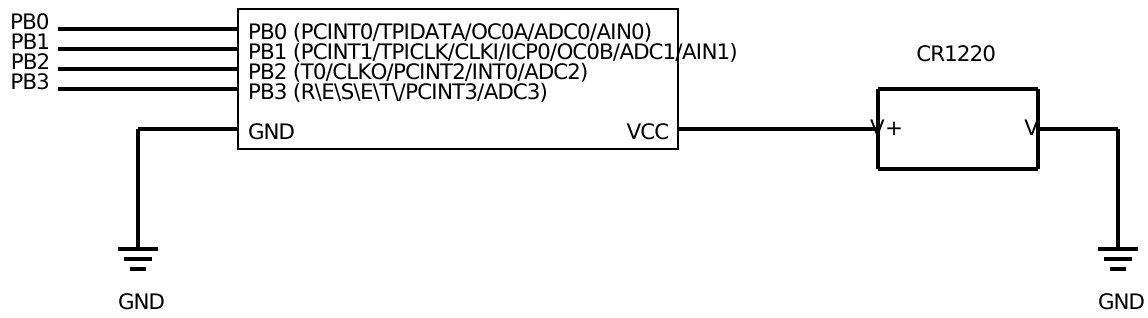 PB0
PB1
PB2
PB3
PB0 (PCINT0/TPIDATA/OC0A/ADC0/AIN0)
PB1 (PCINT1/TPICLK/CLKI/ICP0/OC0B/ADC1/AIN1)
PB2 (T0/CLKO/PCINT2/INT0/ADC2)
PB3 (R\E\S\E\T\/PCINT3/ADC3)
GND
VCC
CR1220
V+
V
GND
GND